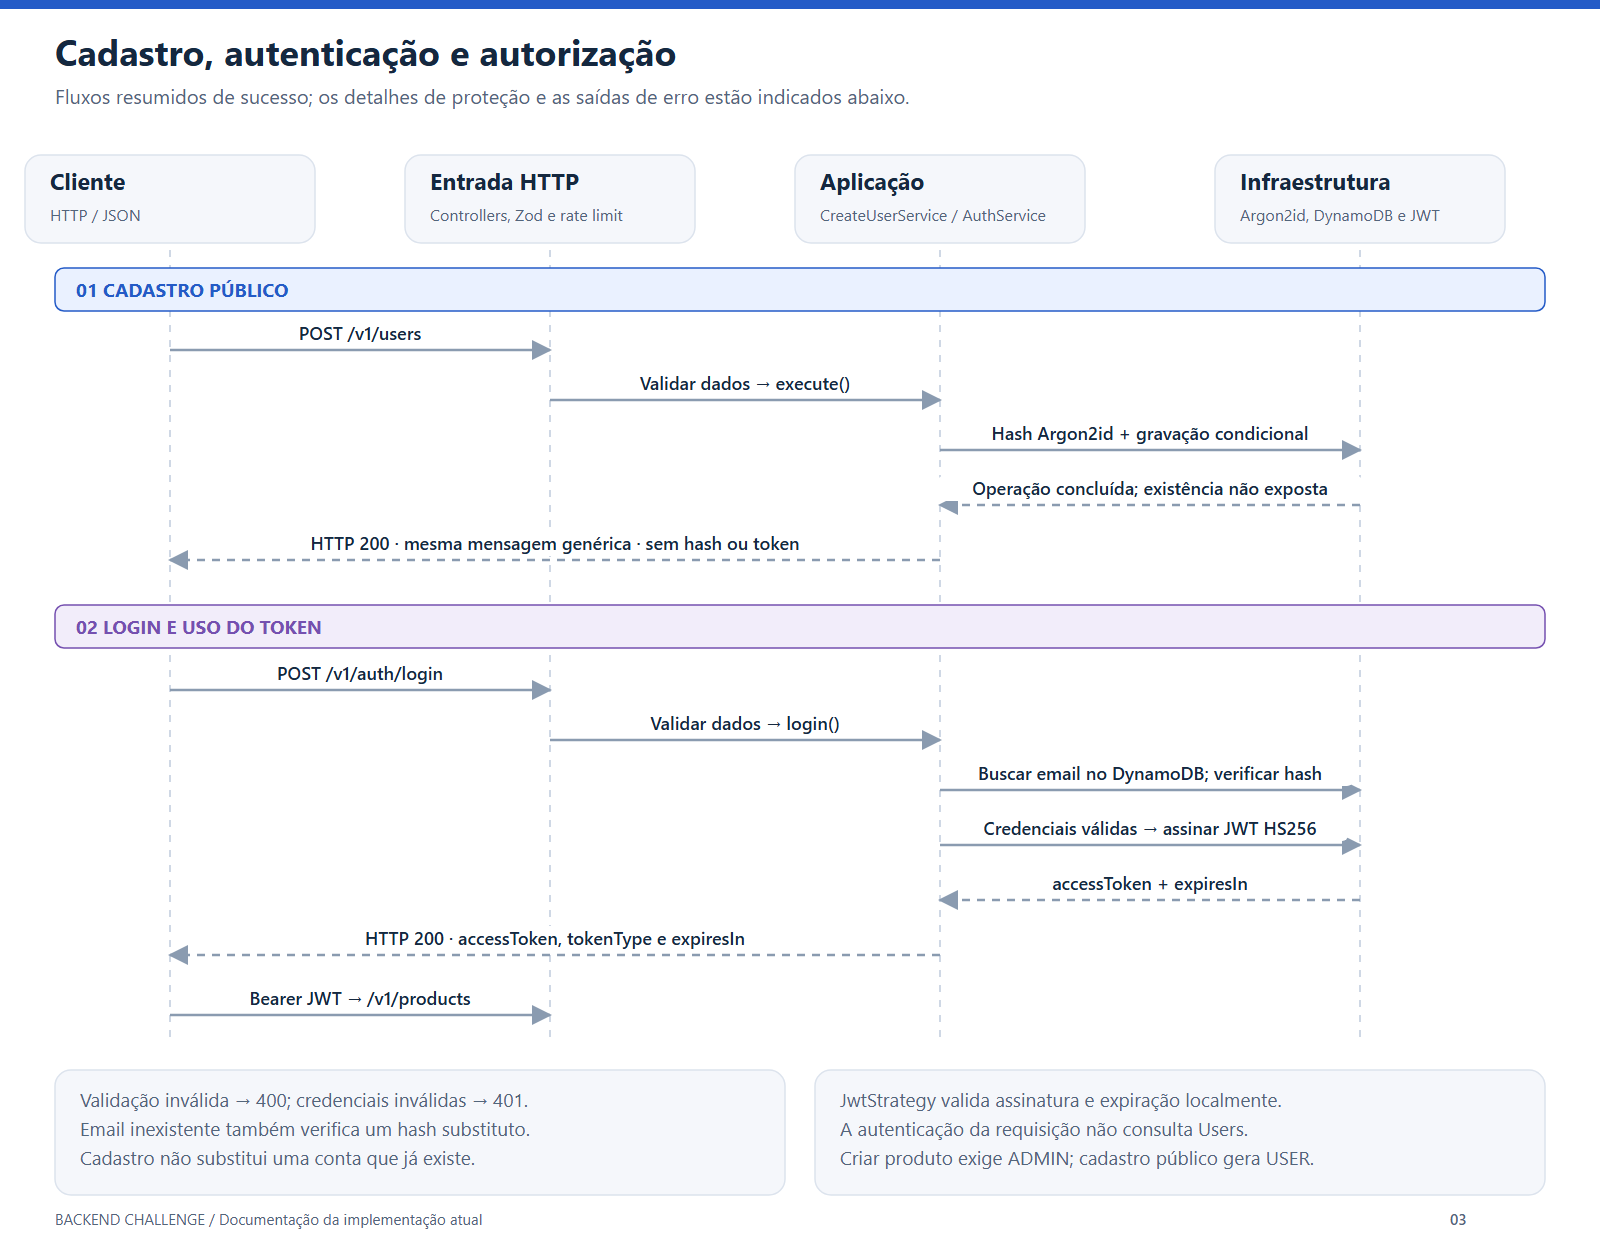 Cadastro, autenticação e autorização
Fluxos resumidos de sucesso; os detalhes de proteção e as saídas de erro estão indicados abaixo.
Cliente
HTTP / JSON
Entrada HTTP
Controllers, Zod e rate limit
Aplicação
CreateUserService / AuthService
Infraestrutura
Argon2id, DynamoDB e JWT
01 CADASTRO PÚBLICO
POST /v1/users
Validar dados → execute()
Hash Argon2id + gravação condicional
Operação concluída; existência não exposta
HTTP 200 · mesma mensagem genérica · sem hash ou token
02 LOGIN E USO DO TOKEN
POST /v1/auth/login
Validar dados → login()
Buscar email no DynamoDB; verificar hash
Credenciais válidas → assinar JWT HS256
accessToken + expiresIn
HTTP 200 · accessToken, tokenType e expiresIn
Bearer JWT → /v1/products
Validação inválida → 400; credenciais inválidas → 401.
Email inexistente também verifica um hash substituto.
Cadastro não substitui uma conta que já existe.
JwtStrategy valida assinatura e expiração localmente.
A autenticação da requisição não consulta Users.
Criar produto exige ADMIN; cadastro público gera USER.
BACKEND CHALLENGE / Documentação da implementação atual
03